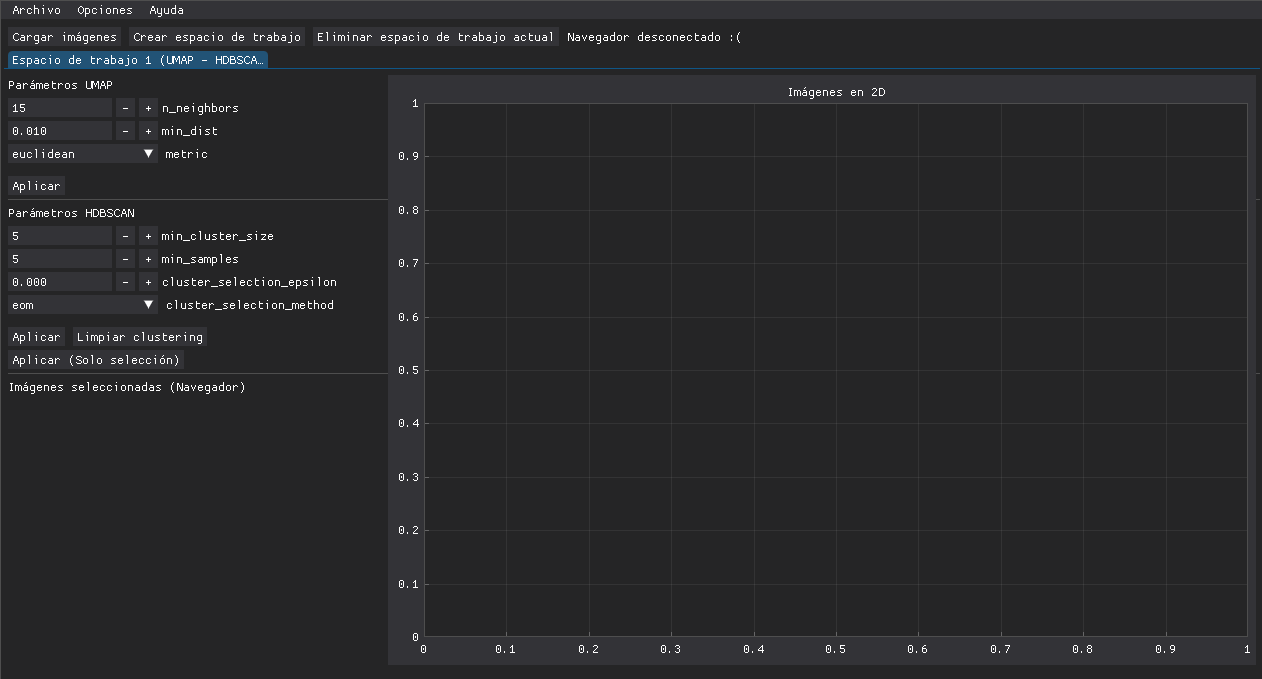 Archivo Opciones Ayuda
Cargar imágenes Crear espacio de trabajo Eliminar espacio de trabajo actual Navegador desconectado :(
Espacio de trabajo 1 (UMAP - HDBSCA…
Parámetros UMAP
15 - + n_neighbors
0.010 - + min_dist
euclidean ▼ metric
Aplicar
Parámetros HDBSCAN
5 - + min_cluster_size
5 - + min_samples
0.000 - + cluster_selection_epsilon
eom ▼ cluster_selection_method
Aplicar Limpiar clustering
Aplicar (Solo selección)
Imágenes seleccionadas (Navegador)
Imágenes en 2D
1
0.9
0.8
0.7
0.6
0.5
0.4
0.3
0.2
0.1
0
0 0.1 0.2 0.3 0.4 0.5 0.6 0.7 0.8 0.9 1